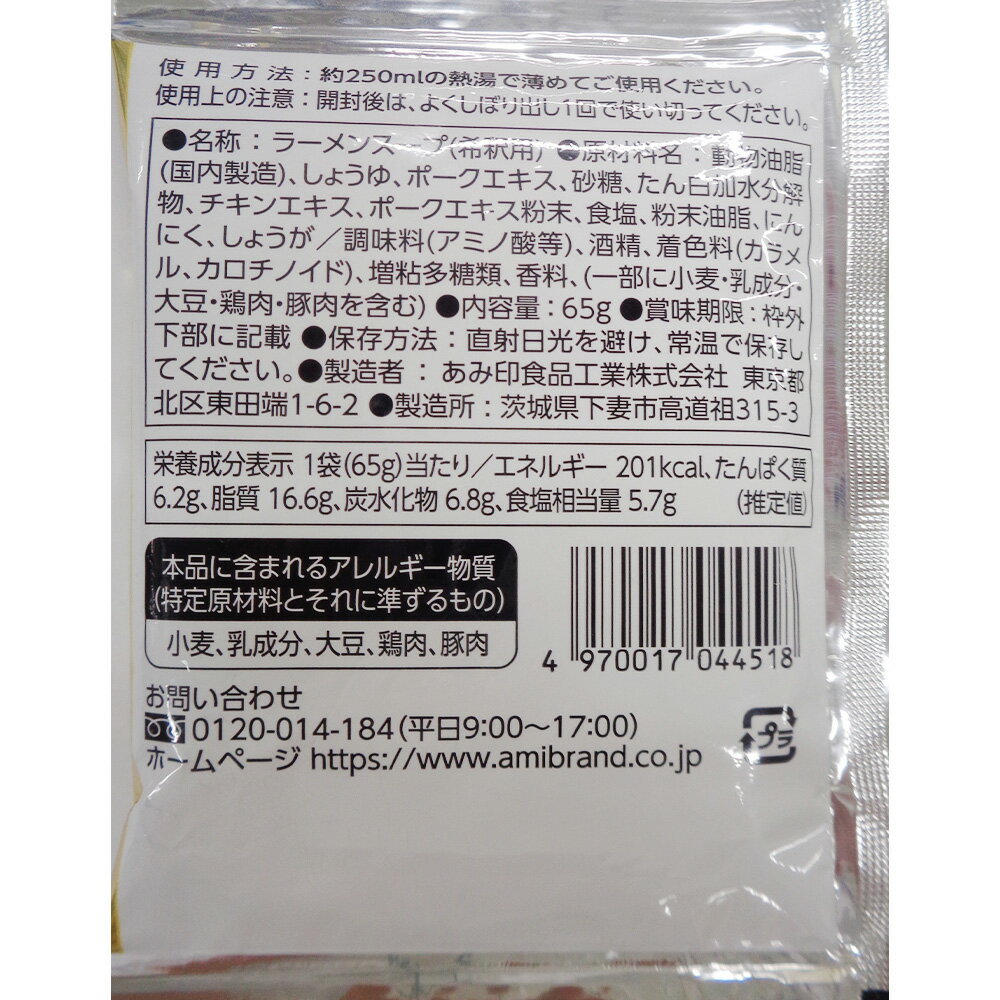 使用方法：約250mlの熱湯で薄めてご使用ください。
使用上の注意：開封後は、よくしぼり出し1回で使い切ってください。
●名称：ラーメンスープ(希釈用) ●原材料名：動物油脂
(国内製造)、しょうゆ、ポークエキス、砂糖、たん白加水分解
物、チキンエキス、ポークエキス粉末、食塩、粉末油脂、にん
にく、しょうが／調味料(アミノ酸等)、酒精、着色料(カラメ
ル、カロチノイド)、増粘多糖類、香料、(一部に小麦・乳成分・
大豆・鶏肉・豚肉を含む) ●内容量：65g ●賞味期限：枠外
下部に記載 ●保存方法：直射日光を避け、常温で保存し
てください。●製造者：あみ印食品工業株式会社 東京都
北区東田端1-6-2 ●製造所：茨城県下妻市高道祖315-3
栄養成分表示 1袋(65g)当たり／エネルギー 201kcal、たんぱく質
6.2g、脂質 16.6g、炭水化物 6.8g、食塩相当量 5.7g (推定値)
本品に含まれるアレルギー物質
(特定原材料とそれに準ずるもの)
小麦、乳成分、大豆、鶏肉、豚肉
4 970017 044518
お問い合わせ
0120-014-184(平日9:00～17:00)
ホームページ https://www.amibrand.co.jp
プラ